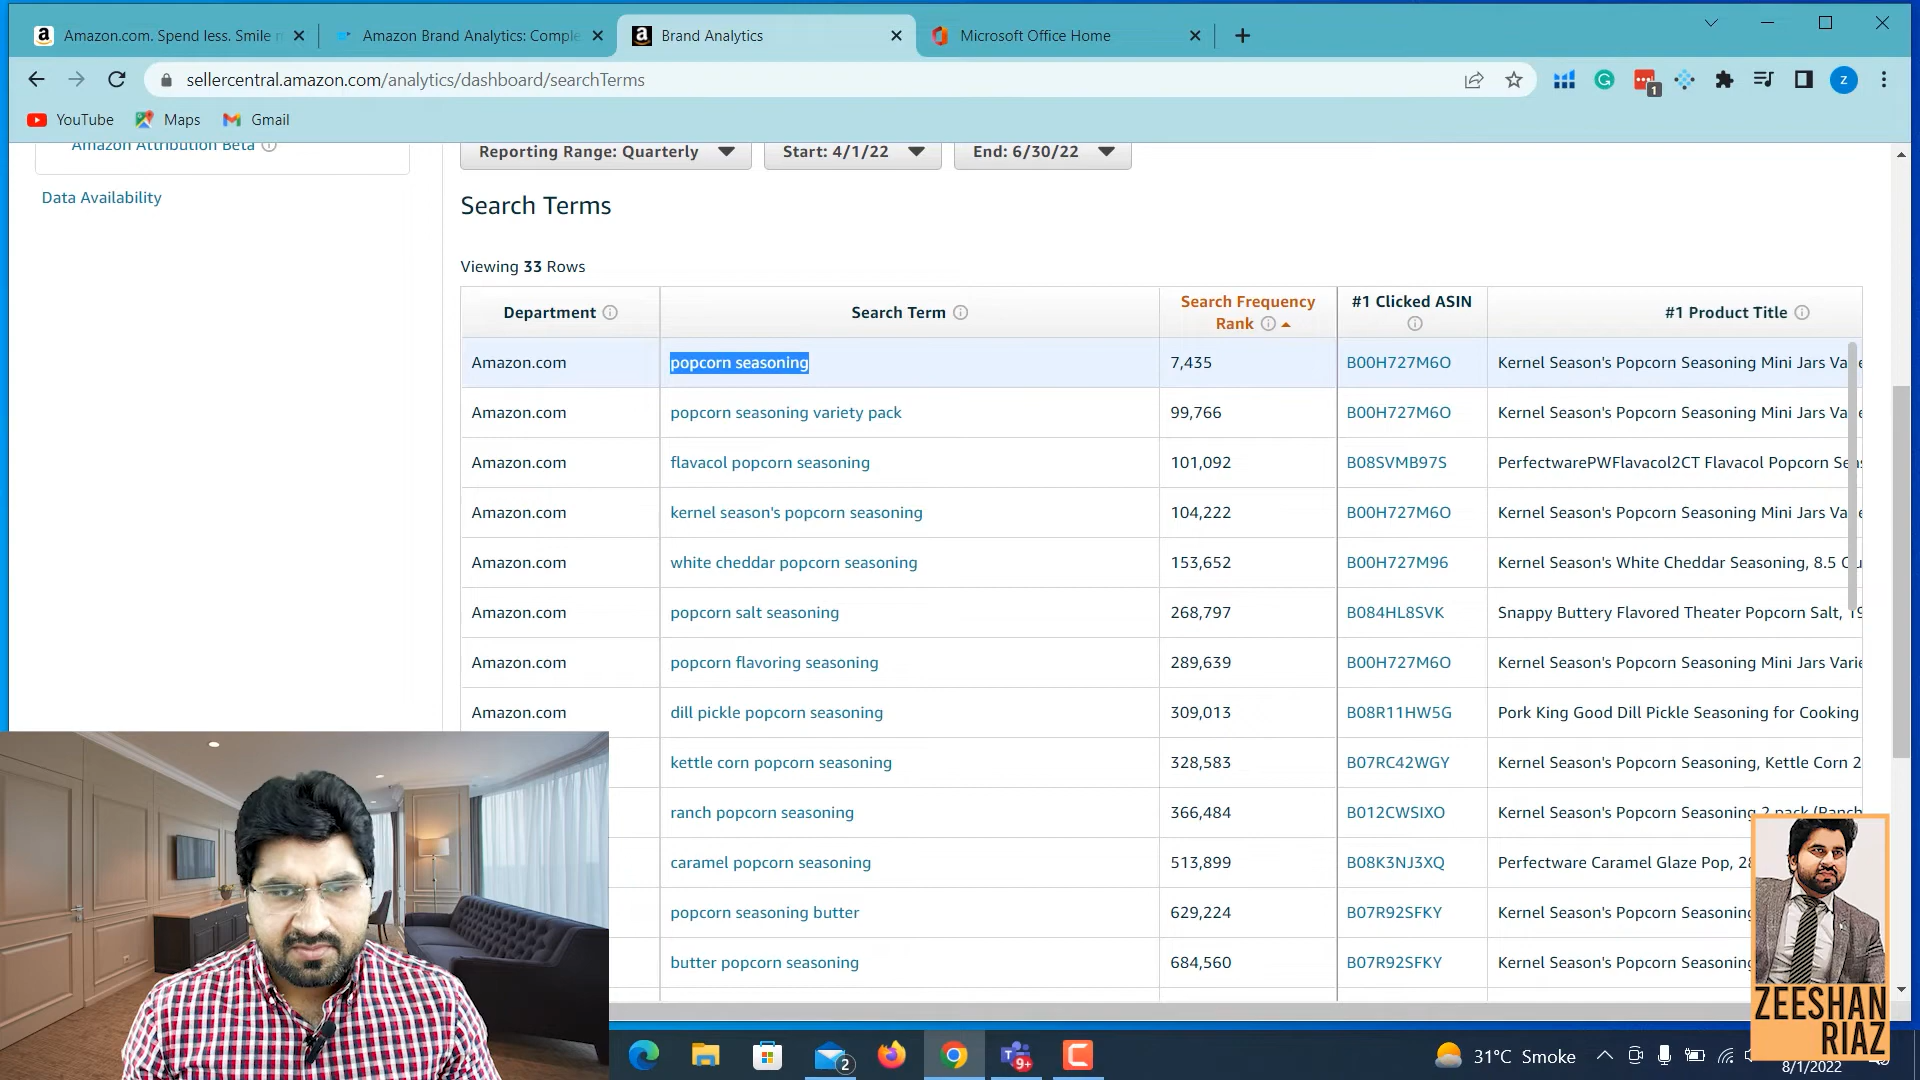 Amazon.com. Spend less. Smile
Amazon Brand Analytics: Comple
Brand Analytics
Microsoft Office Home
sellercentral.amazon.com/analytics/dashboard/searchTerms
1
z
YouTube
Maps
Gmail
Amazon Attribution Beta
Data Availability
Reporting Range: Quarterly
Start: 4/1/22
End: 6/30/22
Search Terms
Viewing 33 Rows
Department
Search Term
Search Frequency
Rank
#1 Clicked ASIN
#1 Product Title
Amazon.com popcorn seasoning 7,435 B00H727M6O Kernel Season's Popcorn Seasoning Mini Jars Va
Amazon.com popcorn seasoning variety pack 99,766 B00H727M6O Kernel Season's Popcorn Seasoning Mini Jars Va
Amazon.com flavacol popcorn seasoning 101,092 B08SVMB97S PerfectwarePWFlavacol2CT Flavacol Popcorn Se
Amazon.com kernel season's popcorn seasoning 104,222 B00H727M6O Kernel Season's Popcorn Seasoning Mini Jars Va
Amazon.com white cheddar popcorn seasoning 153,652 B00H727M96 Kernel Season's White Cheddar Seasoning, 8.5
Amazon.com popcorn salt seasoning 268,797 B084HL8SVK Snappy Buttery Flavored Theater Popcorn Salt,
Amazon.com popcorn flavoring seasoning 289,639 B00H727M6O Kernel Season's Popcorn Seasoning Mini Jars Varie
Amazon.com dill pickle popcorn seasoning 309,013 B08R11HW5G Pork King Good Dill Pickle Seasoning for Cooking
kettle corn popcorn seasoning 328,583 B07RC42WGY Kernel Season's Popcorn Seasoning, Kettle Corn 2
ranch popcorn seasoning 366,484 B012CWSIXO Kernel Season's Popcorn Seasoning 2 pack (Ranch
caramel popcorn seasoning 513,899 B08K3NJ3XQ Perfectware Caramel Glaze Pop, 28
popcorn seasoning butter 629,224 B07R92SFKY Kernel Season's Popcorn Seasoning
butter popcorn seasoning 684,560 B07R92SFKY Kernel Season's Popcorn Seasoning
ZEESHAN
RIAZ
2
9+
31°C Smoke
8/1/2022